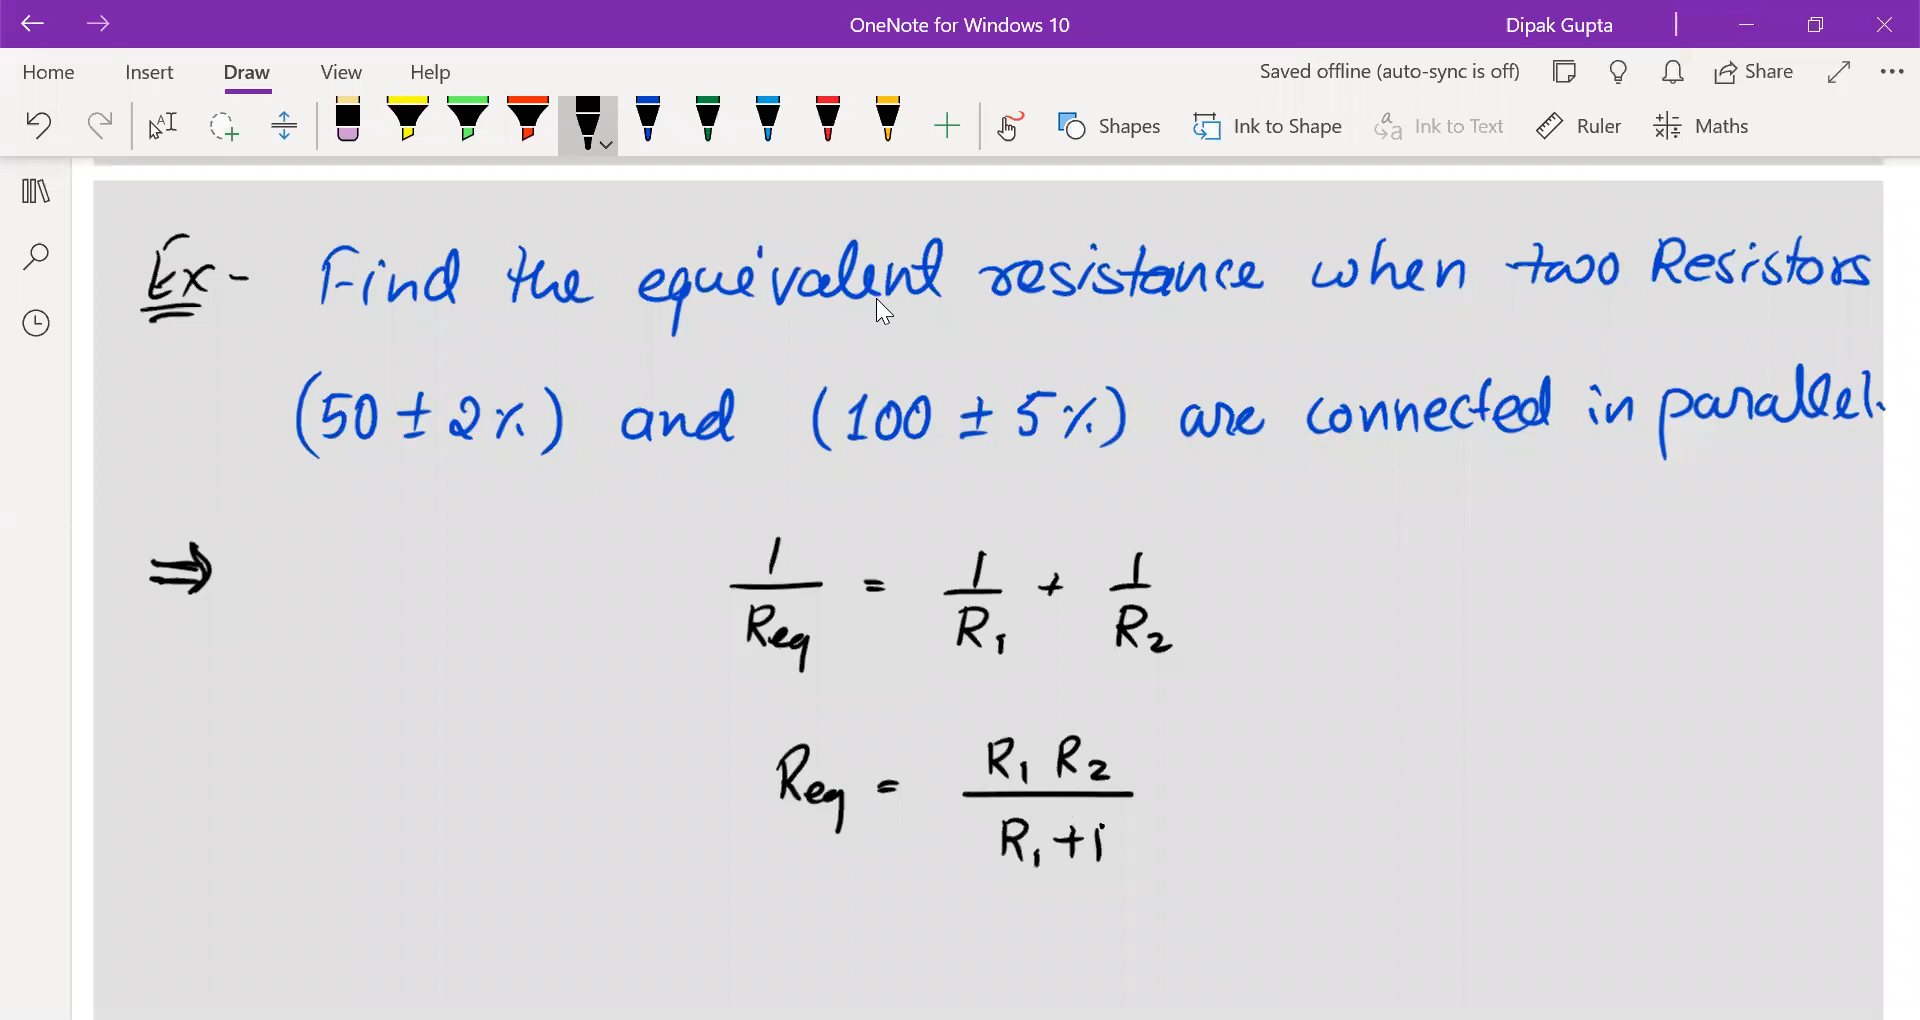 OneNote for Windows 10
Dipak Gupta
Home Insert Draw View Help
Saved offline (auto-sync is off) Share
Shapes Ink to Shape Ink to Text Ruler Maths
Ex - Find the equivalent resistance when two Resistors
(50 ± 2%) and (100 ± 5%) are connected in parallel.
⇒ 1/Req = 1/R₁ + 1/R₂
Req = R₁ R₂
R₁ + i